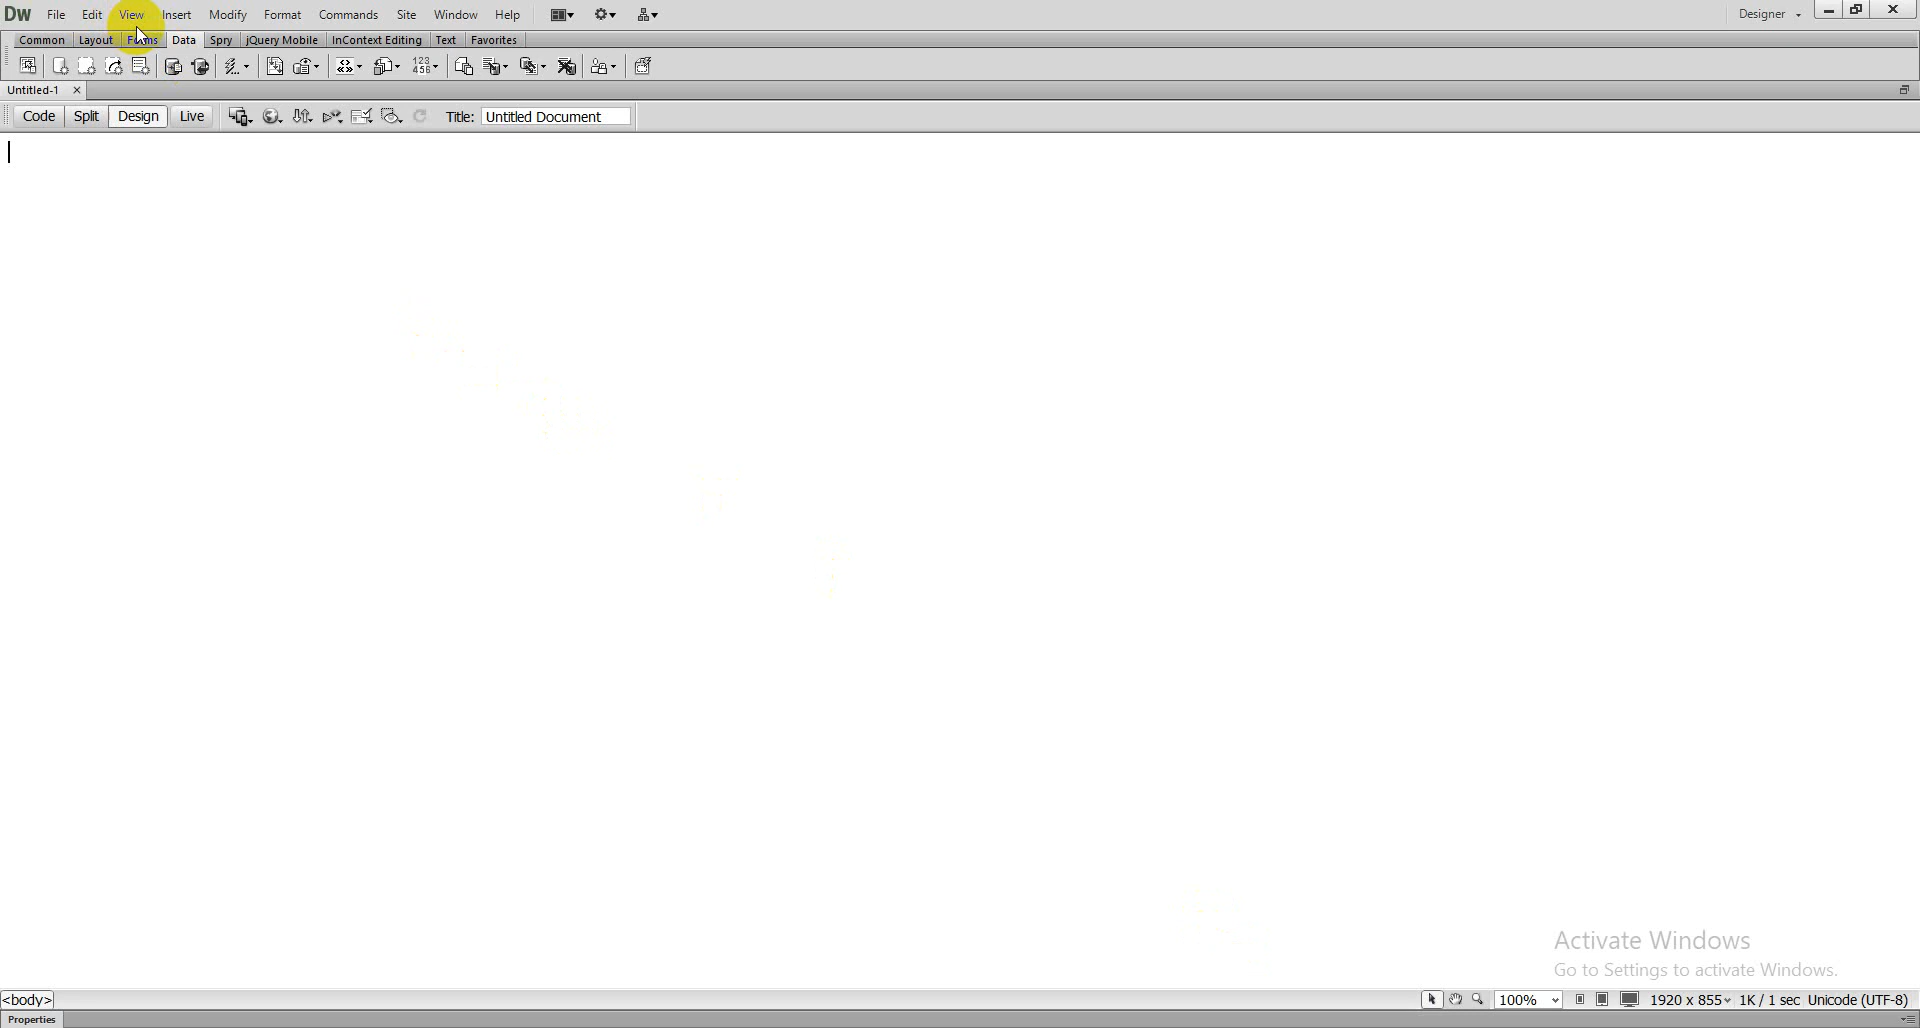 Dw File Edit View Insert Modify Format Commands Site Window Help Designer
Common Layout Forms Data Spry jQuery Mobile InContext Editing Text Favorites
123
456
Untitled-1
Code Split Design Live Title: Untitled Document
Activate Windows
Go to Settings to activate Windows.
<body> 100% 1920 x 855 1K / 1 sec Unicode (UTF-8)
Properties